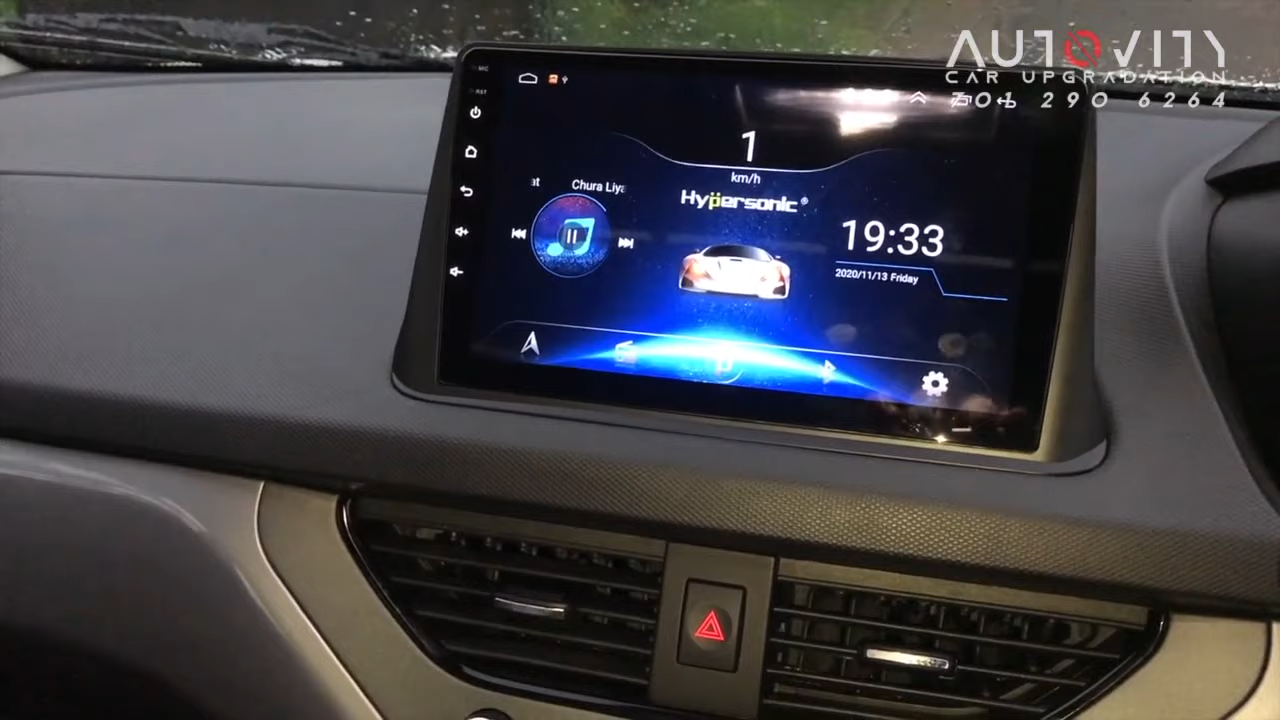 AUTOVITY
CAR UPGRADATION
701 290 6264
MIC
RST
1
km/h
Hypersonic®
Chura Liya
19:33
2020/11/13 Friday